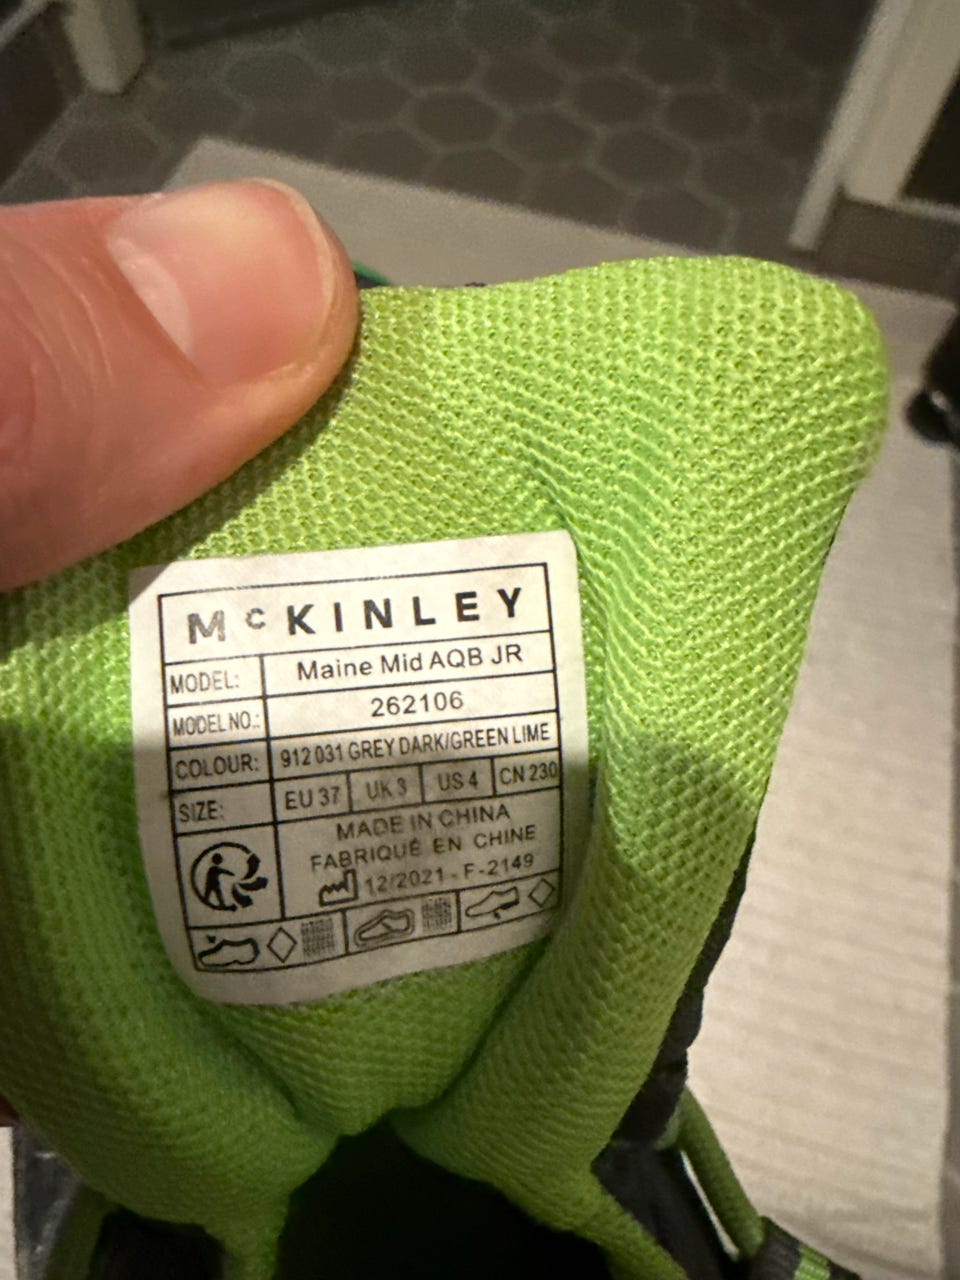 McKINLEY
MODEL: Maine Mid AQB JR
MODEL NO.: 262106
COLOUR: 912 031 GREY DARK/GREEN LIME
SIZE: EU 37 UK 3 US 4 CN 230
MADE IN CHINA
FABRIQUÉ EN CHINE
12/2021 - F-2149